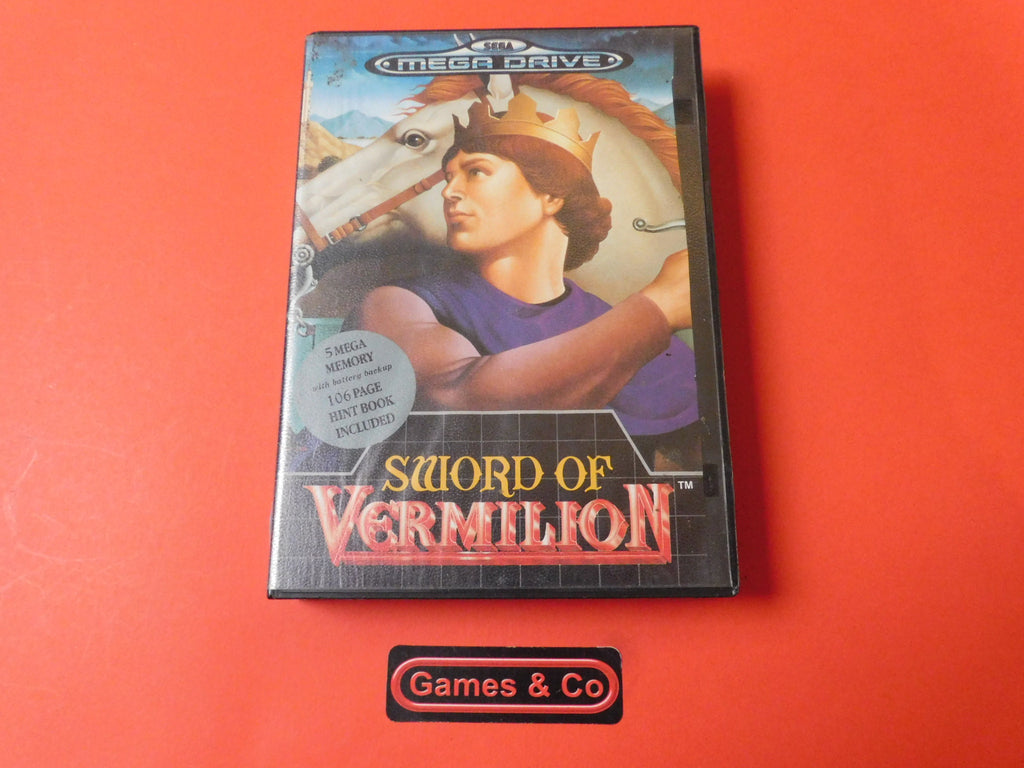 SEGA
MEGA DRIVE
5 MEGA
MEMORY
with battery backup
106 PAGE
HINT BOOK
INCLUDED
SWORD OF
VERMILION TM
Games & Co